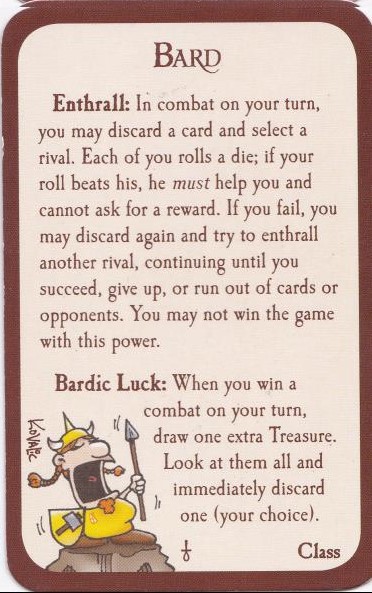 BARD
Enthrall: In combat on your turn,
you may discard a card and select a
rival. Each of you rolls a die; if your
roll beats his, he must help you and
cannot ask for a reward. If you fail, you
may discard again and try to enthrall
another rival, continuing until you
succeed, give up, or run out of cards or
opponents. You may not win the game
with this power.
Bardic Luck: When you win a
combat on your turn,
draw one extra Treasure.
Look at them all and
immediately discard
one (your choice).
KOVALIC
Class